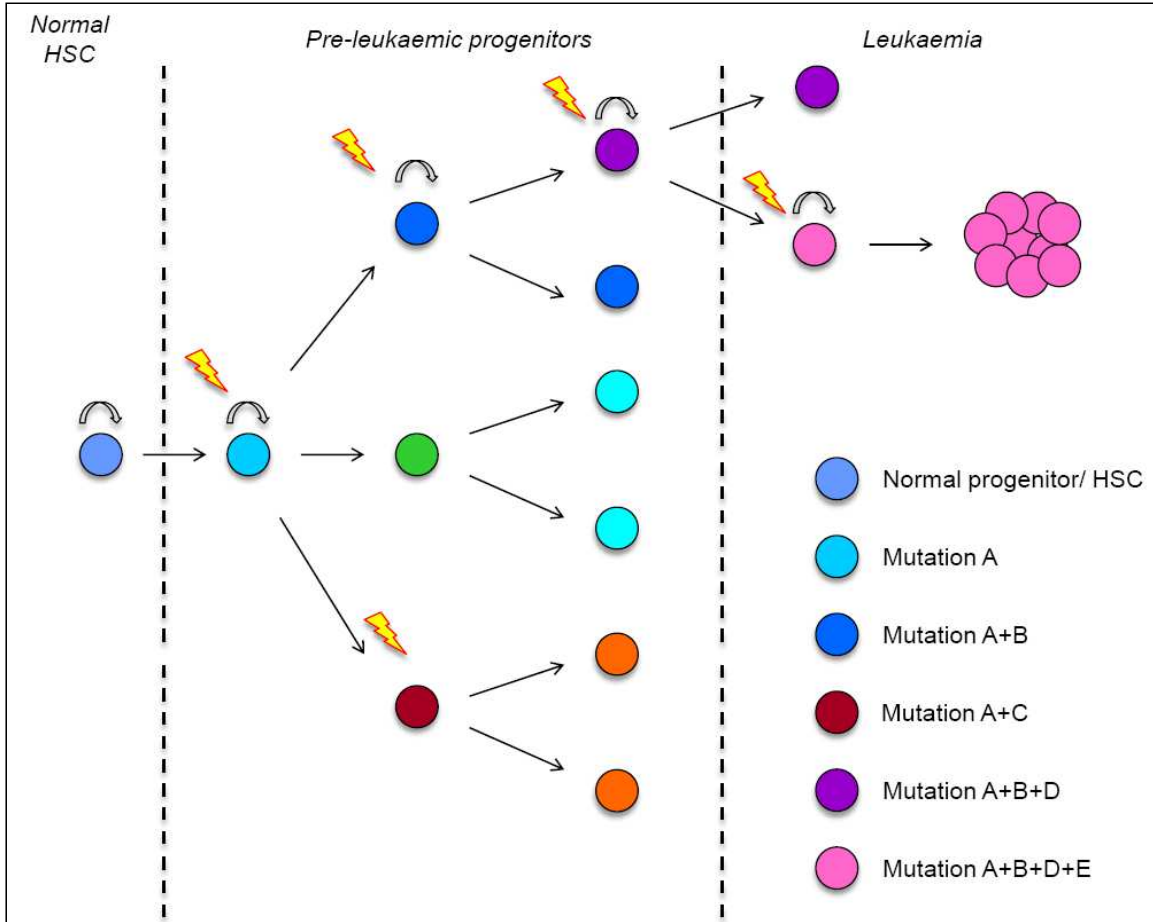 Normal
HSC
Pre-leukaemic progenitors
Leukaemia
Normal progenitor/ HSC
Mutation A
Mutation A+B
Mutation A+C
Mutation A+B+D
Mutation A+B+D+E